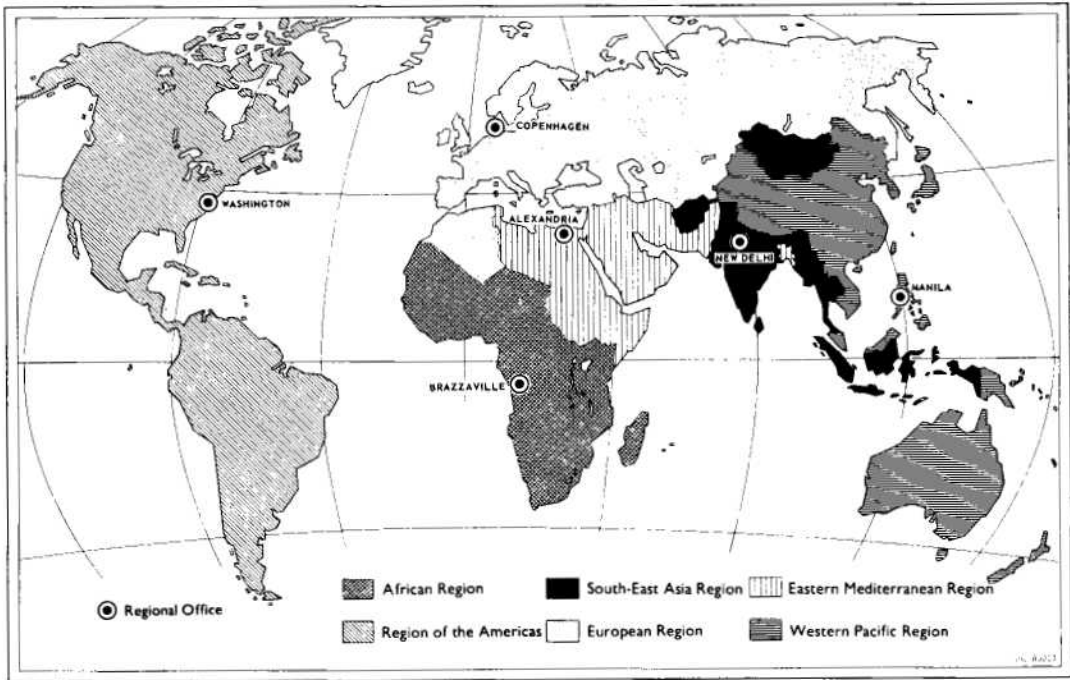 COPENHAGEN
WASHINGTON
ALEXANDRIA
NEW DELHI
MANILA
BRAZZAVILLE
African Region
South-East Asia Region
Eastern Mediterranean Region
Regional Office
Region of the Americas
European Region
Western Pacific Region